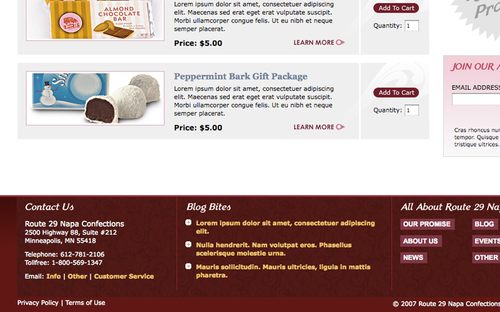 Pro
ALMOND
CHOCOLATE
BAR
Lorem ipsum dolor sit amet, consectetuer adipiscing
elit. Maecenas sed erat eget erat vulputate suscipit.
Morbi ullamcorper congue felis. Ut eu nibh et neque
semper placerat.
Price: $5.00
LEARN MORE
Add To Cart
Quantity: 1
JOIN OUR
EMAIL ADDRES
Cras rhoncus
tempor. Quisque
tristique ultrices.
Peppermint Bark Gift Package
Lorem ipsum dolor sit amet, consectetuer adipiscing
elit. Maecenas sed erat eget erat vulputate suscipit.
Morbi ullamcorper congue felis. Ut eu nibh et neque
semper placerat.
Price: $5.00
LEARN MORE
Add To Cart
Quantity: 1
Contact Us
Route 29 Napa Confections
2500 Highway 88, Suite #212
Minneapolis, MN 55418
Telephone: 612-781-2106
Tollfree: 1-800-569-1347
Email: Info | Other | Customer Service
Blog Bites
Lorem ipsum dolor sit amet, consectetuer adipiscing
elit.
Nulla hendrerit. Nam volutpat eros. Phasellus
scelerisque molestie urna.
Mauris sollicitudin. Mauris ultricies, ligula in mattis
pharetra.
All About Route 29 Napa
OUR PROMISE BLOG
ABOUT US EVENTS
NEWS OTHER
Privacy Policy | Terms of Use
© 2007 Route 29 Napa Confections